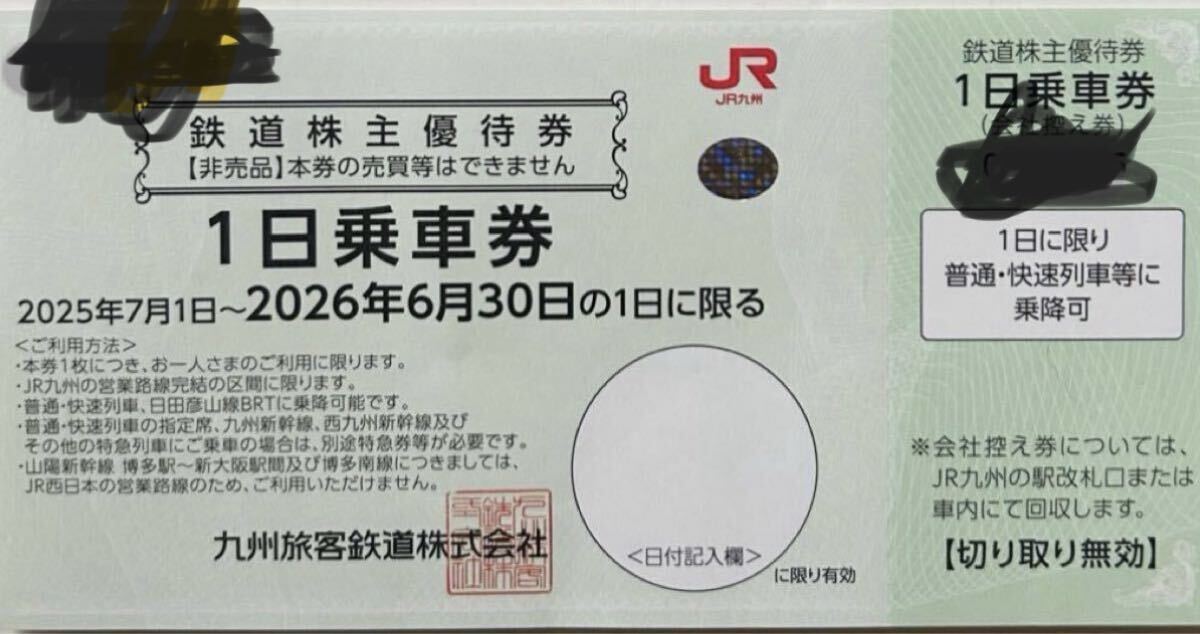 鉄道株主優待券
【非売品】本券の売買等はできません
JR
JR九州
1日乗車券
2025年7月1日～2026年6月30日の1日に限る
＜ご利用方法＞
・本券1枚につき、お一人さまのご利用に限ります。
・JR九州の営業路線完結の区間に限ります。
・普通・快速列車、日田彦山線BRTに乗降可能です。
・普通・快速列車の指定席、九州新幹線、西九州新幹線及び
その他の特急列車にご乗車の場合は、別途特急券等が必要です。
・山陽新幹線 博多駅～新大阪駅間及び博多南線につきましては、
JR西日本の営業路線のため、ご利用いただけません。
九州旅客鉄道株式会社
＜日付記入欄＞
に限り有効
鉄道株主優待券
1日乗車券
（会社控え券）
1日に限り
普通・快速列車等に
乗降可
※会社控え券については、
JR九州の駅改札口または
車内にて回収します。
【切り取り無効】